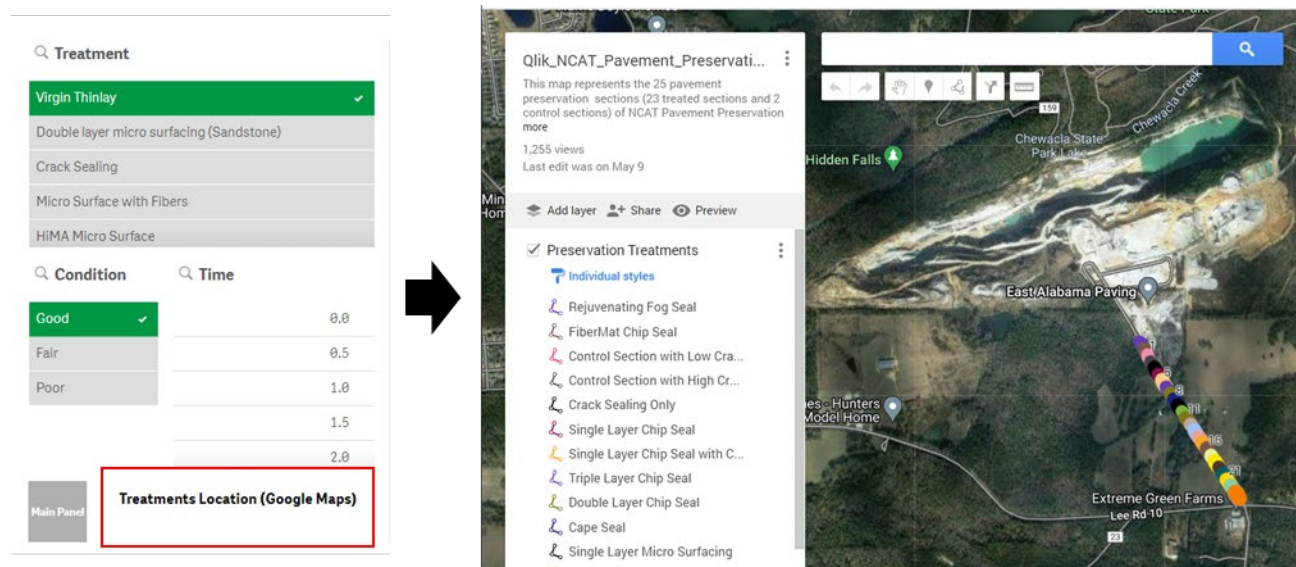 Treatment
Virgin Thinlay
Double layer micro surfacing (Sandstone)
Crack Sealing
Micro Surface with Fibers
HiMA Micro Surface
Condition
Time
Good
Fair
Poor
0.0
0.5
1.0
1.5
2.0
Main Panel
Treatments Location (Google Maps)
Qlik_NCAT_Pavement_Preservati...
This map represents the 25 pavement
preservation sections (23 treated sections and 2
control sections) of NCAT Pavement Preservation
more
1,255 views
Last edit was on May 9
Add layer
Share
Preview
Preservation Treatments
Individual styles
Rejuvenating Fog Seal
FiberMat Chip Seal
Control Section with Low Cra...
Control Section with High Cr...
Crack Sealing Only
Single Layer Chip Seal
Single Layer Chip Seal with C...
Triple Layer Chip Seal
Double Layer Chip Seal
Cape Seal
Single Layer Micro Surfacing
159
Chewacla Creek
Chewacla State
Park Lake
Hidden Falls
East Alabama Paving
1
5
8
11
16
21
Hunters
Model Home
Extreme Green Farms
Lee Rd 10
23